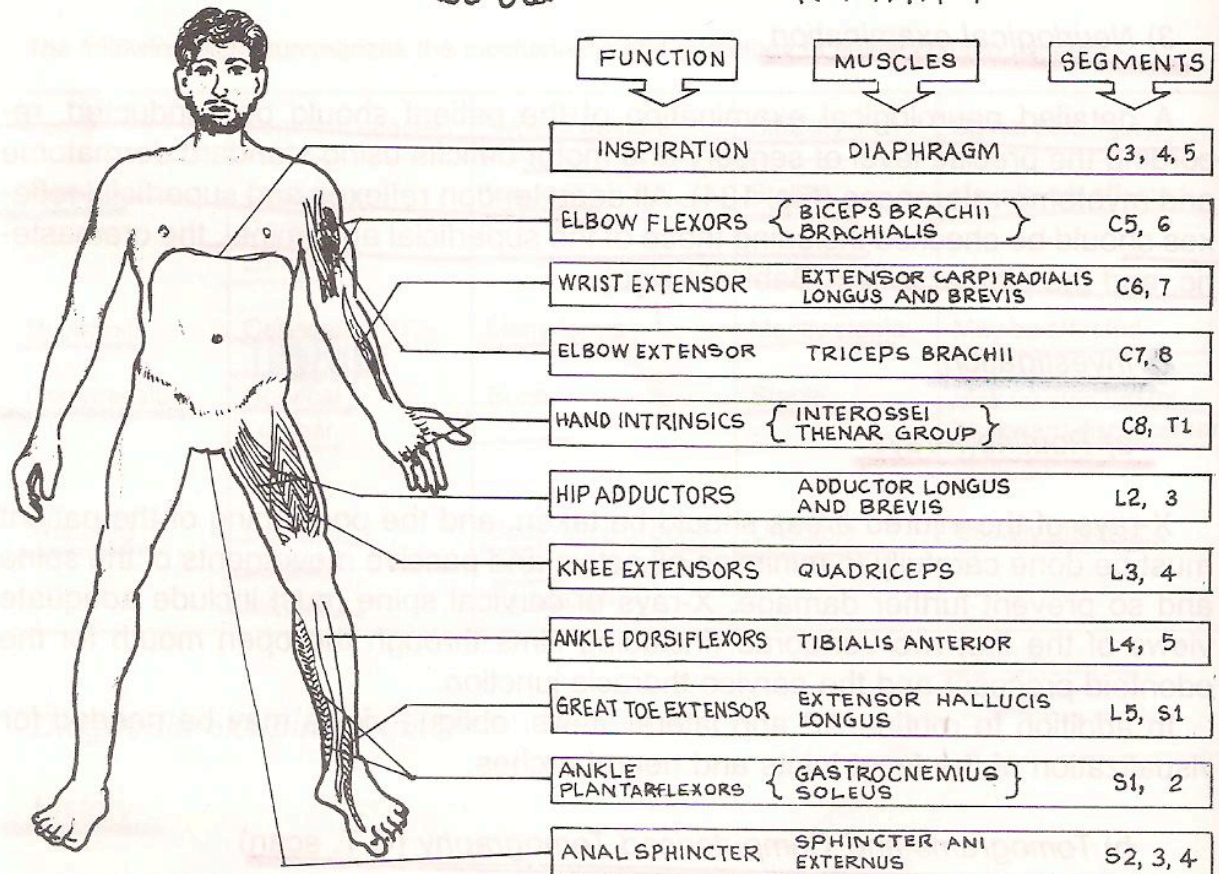 FUNCTION MUSCLES SEGMENTS
INSPIRATION DIAPHRAGM C3, 4, 5
ELBOW FLEXORS { BICEPS BRACHII } C5, 6
BRACHIALIS
WRIST EXTENSOR EXTENSOR CARPI RADIALIS C6, 7
LONGUS AND BREVIS
ELBOW EXTENSOR TRICEPS BRACHII C7, 8
HAND INTRINSICS { INTEROSSEI } C8, T1
THENAR GROUP
HIP ADDUCTORS ADDUCTOR LONGUS L2, 3
AND BREVIS
KNEE EXTENSORS QUADRICEPS L3, 4
ANKLE DORSIFLEXORS TIBIALIS ANTERIOR L4, 5
GREAT TOE EXTENSOR EXTENSOR HALLUCIS L5, S1
LONGUS
ANKLE { GASTROCNEMIUS } S1, 2
PLANTARFLEXORS SOLEUS
ANAL SPHINCTER SPHINCTER ANI S2, 3, 4
EXTERNUS